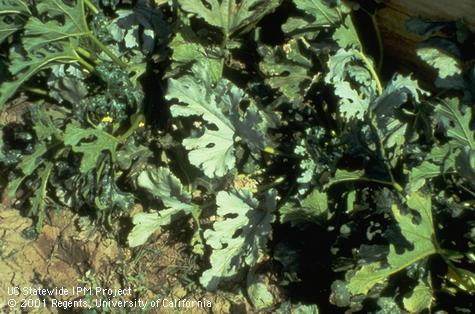 UC Statewide IPM Project
© 2001 Regents, University of California